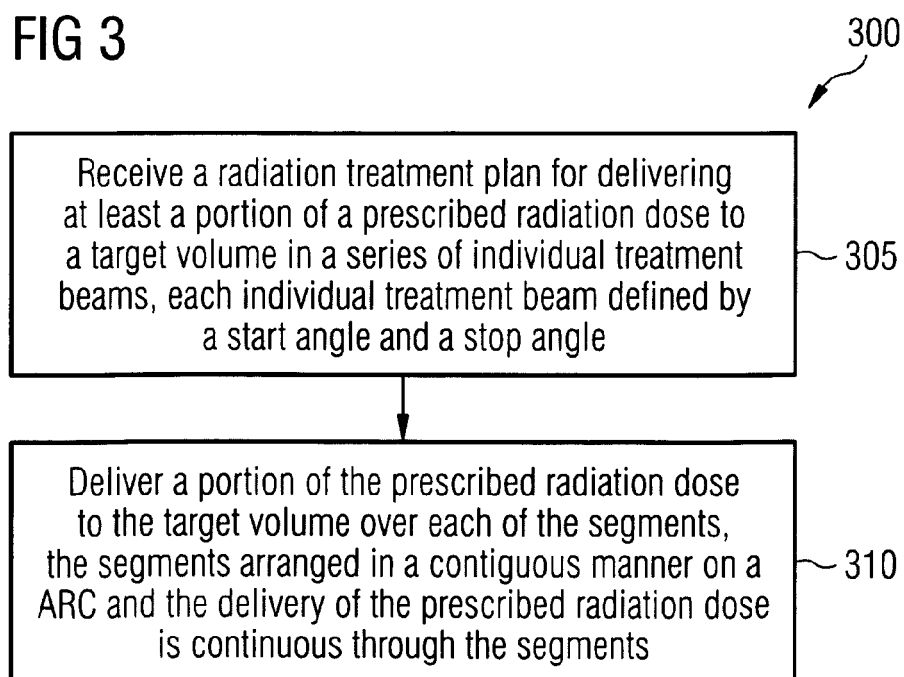 FIG 3
300
Receive a radiation treatment plan for delivering
at least a portion of a prescribed radiation dose to
a target volume in a series of individual treatment
beams, each individual treatment beam defined by
a start angle and a stop angle
305
Deliver a portion of the prescribed radiation dose
to the target volume over each of the segments,
the segments arranged in a contiguous manner on a
ARC and the delivery of the prescribed radiation dose
is continuous through the segments
310